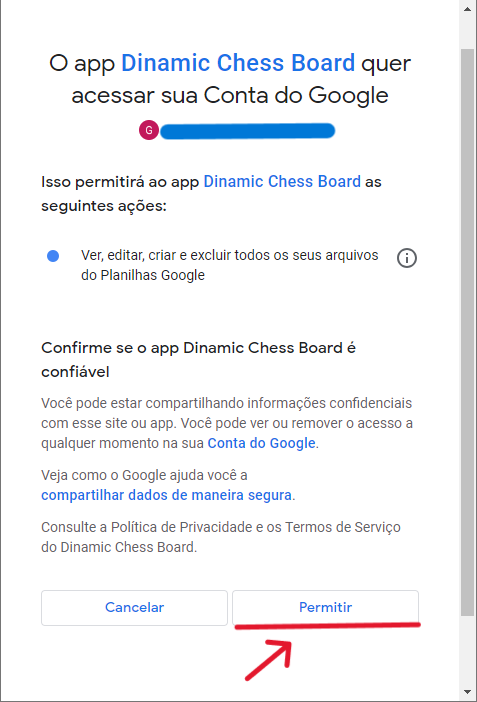 O app Dinamic Chess Board quer
acessar sua Conta do Google
G
Isso permitirá ao app Dinamic Chess Board as
seguintes ações:
Ver, editar, criar e excluir todos os seus arquivos
do Planilhas Google
Confirme se o app Dinamic Chess Board é
confiável
Você pode estar compartilhando informações confidenciais
com esse site ou app. Você pode ver ou remover o acesso a
qualquer momento na sua Conta do Google.
Veja como o Google ajuda você a
compartilhar dados de maneira segura.
Consulte a Política de Privacidade e os Termos de Serviço
do Dinamic Chess Board.
Cancelar Permitir